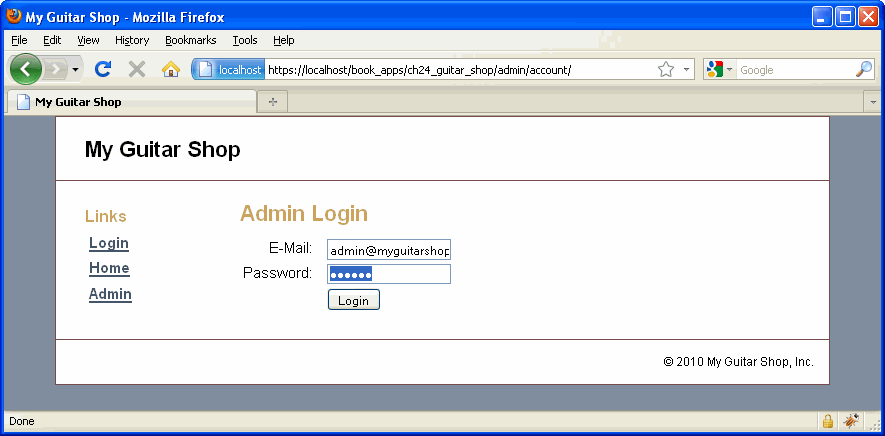 My Guitar Shop - Mozilla Firefox
File Edit View History Bookmarks Tools Help
localhost https://localhost/book_apps/ch24_guitar_shop/admin/account/ Google
My Guitar Shop
My Guitar Shop
Links
Login
Home
Admin
Admin Login
E-Mail: admin@myguitarshop
Password: ●●●●●●
Login
© 2010 My Guitar Shop, Inc.
Done